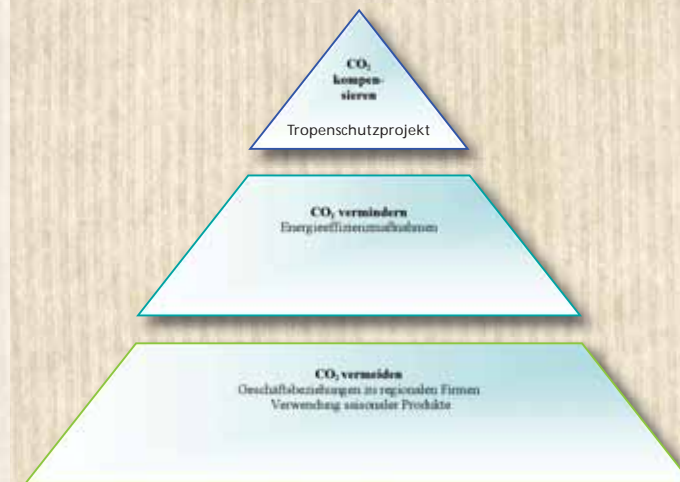 CO₂
kompen-
sieren
Tropenschutzprojekt
CO₂ vermindern
Energieeffizienzmaßnahmen
CO₂ vermeiden
Geschäftsbeziehungen zu regionalen Firmen
Verwendung saisonaler Produkte